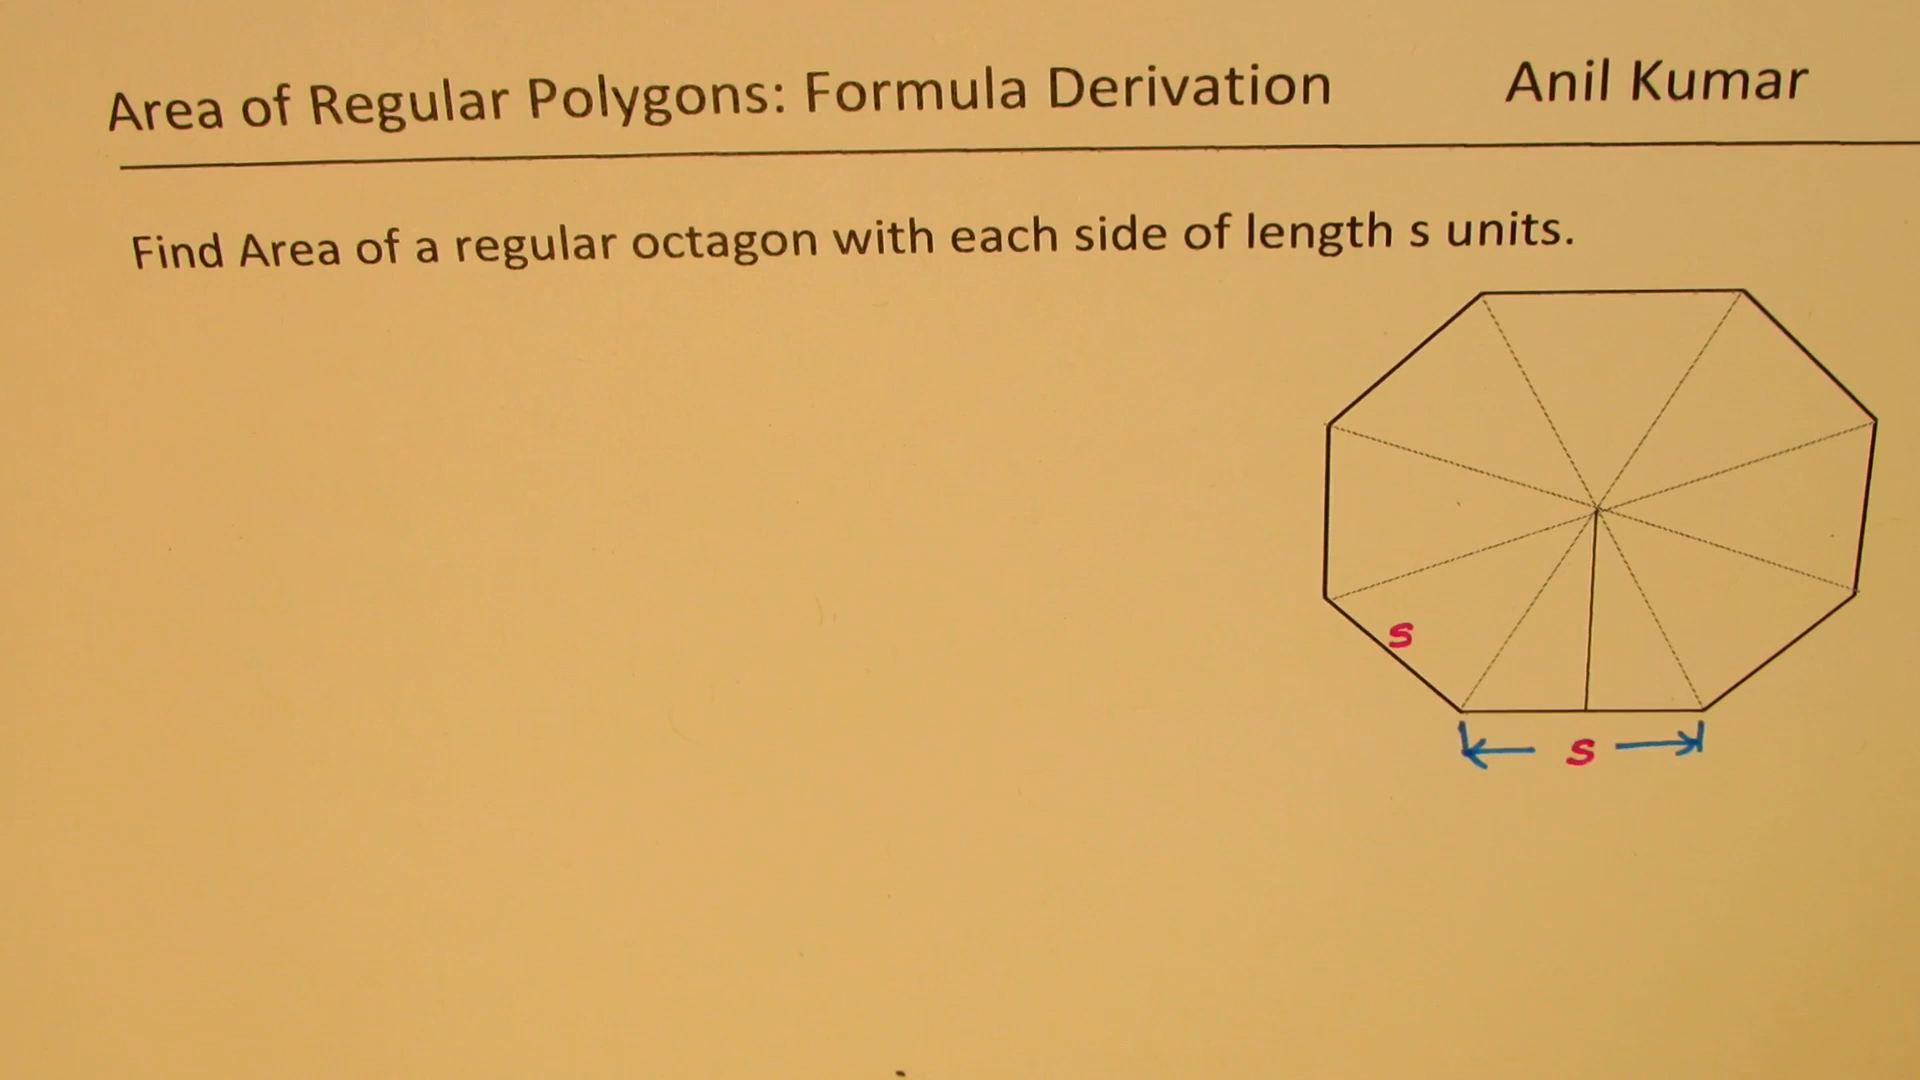 Area of Regular Polygons: Formula Derivation Anil Kumar
Find Area of a regular octagon with each side of length s units.
s
s